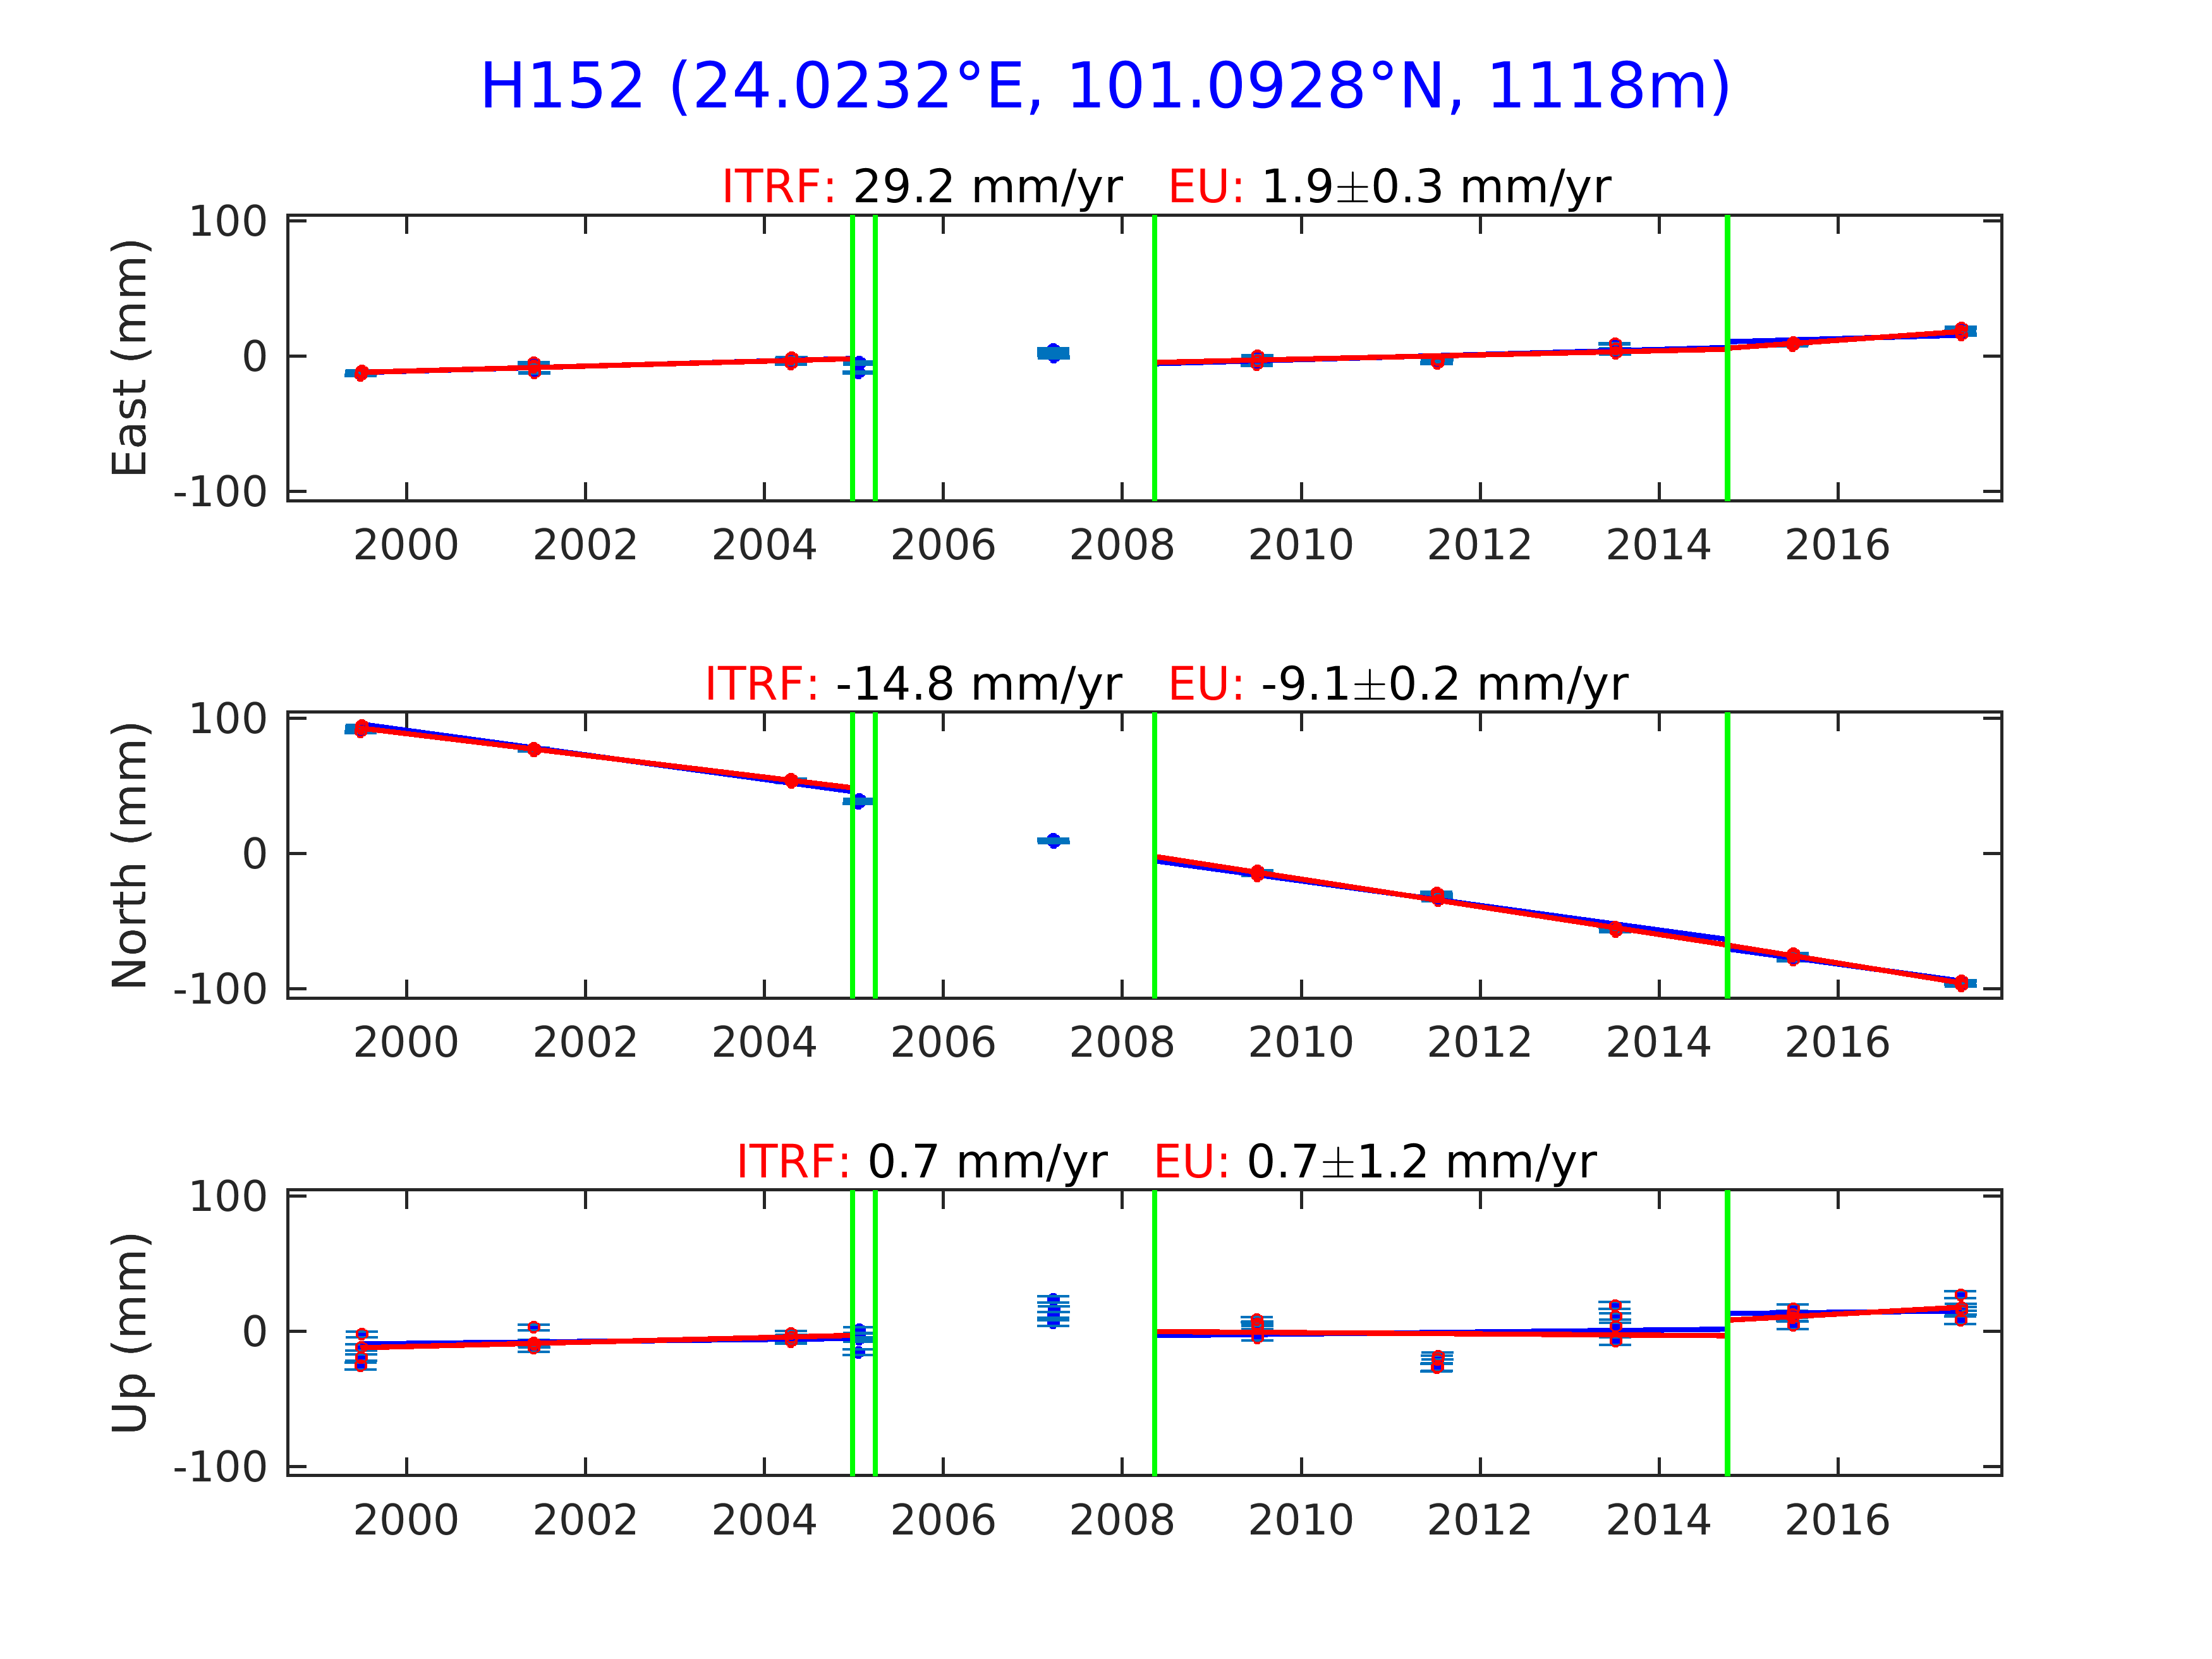 H152 (24.0232°E, 101.0928°N, 1118m)
ITRF: 29.2 mm/yr EU: 1.9±0.3 mm/yr
East (mm)
100
0
-100
2000 2002 2004 2006 2008 2010 2012 2014 2016
ITRF: -14.8 mm/yr EU: -9.1±0.2 mm/yr
North (mm)
100
0
-100
2000 2002 2004 2006 2008 2010 2012 2014 2016
ITRF: 0.7 mm/yr EU: 0.7±1.2 mm/yr
Up (mm)
100
0
-100
2000 2002 2004 2006 2008 2010 2012 2014 2016